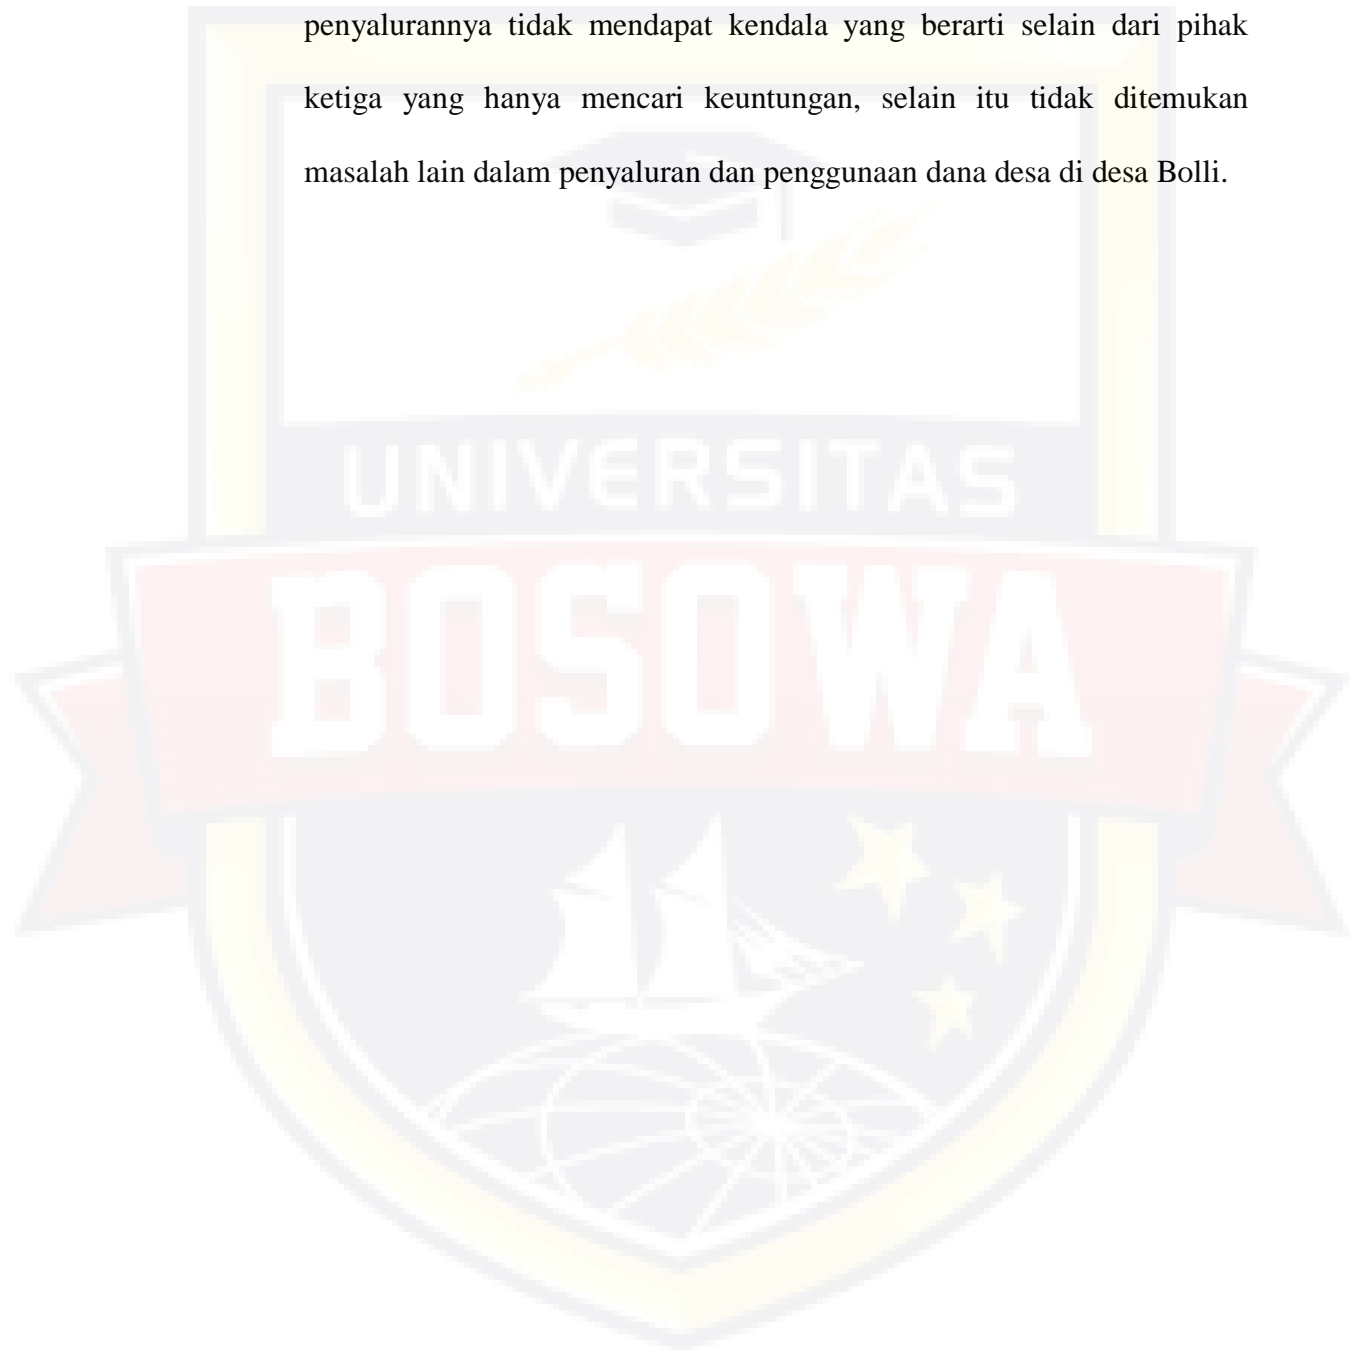 penyalurannya tidak mendapat kendala yang berarti selain dari pihak
ketiga yang hanya mencari keuntungan, selain itu tidak ditemukan
masalah lain dalam penyaluran dan penggunaan dana desa di desa Bolli.
UNIVERSITAS
BOSOWA